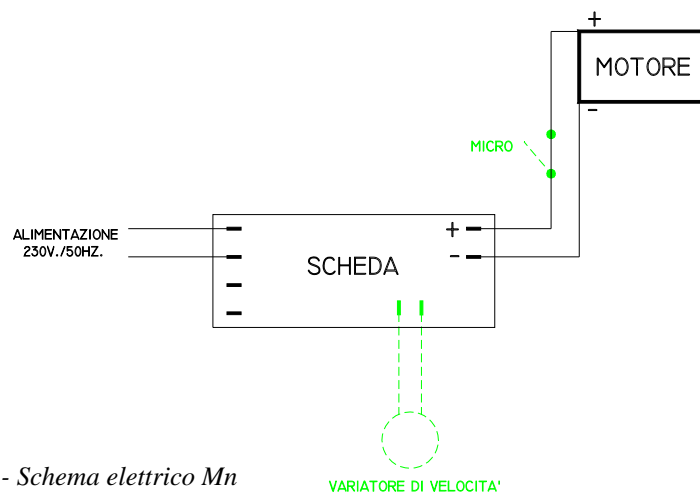 +
MOTORE
-
MICRO
ALIMENTAZIONE
230V./50HZ.
+
SCHEDA
-
- Schema elettrico Mn
VARIATORE DI VELOCITA'